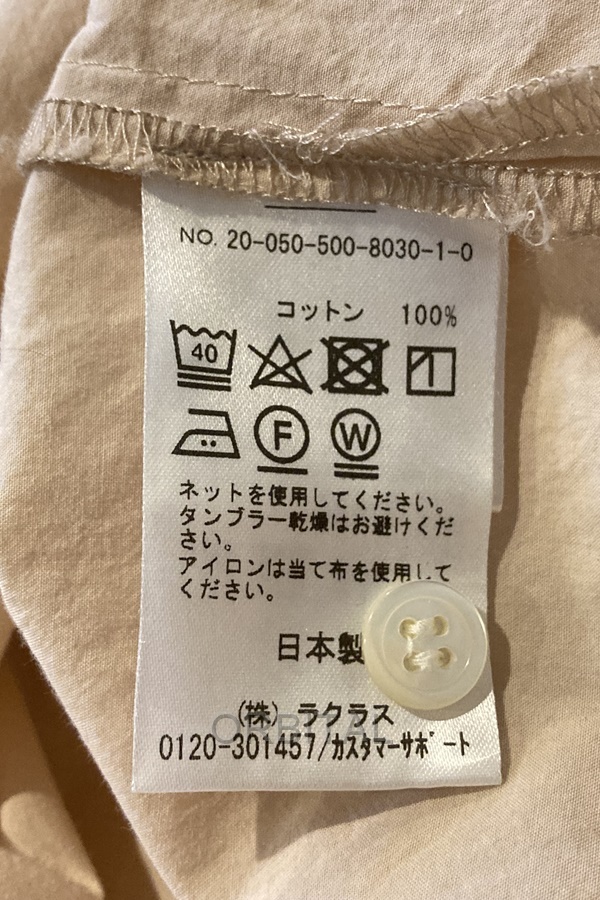 NO. 20-050-500-8030-1-0
コットン 100%
40
F W
ネットを使用してください。
タンブラー乾燥はお避けくだ
さい。
アイロンは当て布を使用して
ください。
日本製
(株) ラクラス
ORBITAL
0120-301457/カスタマーサポート